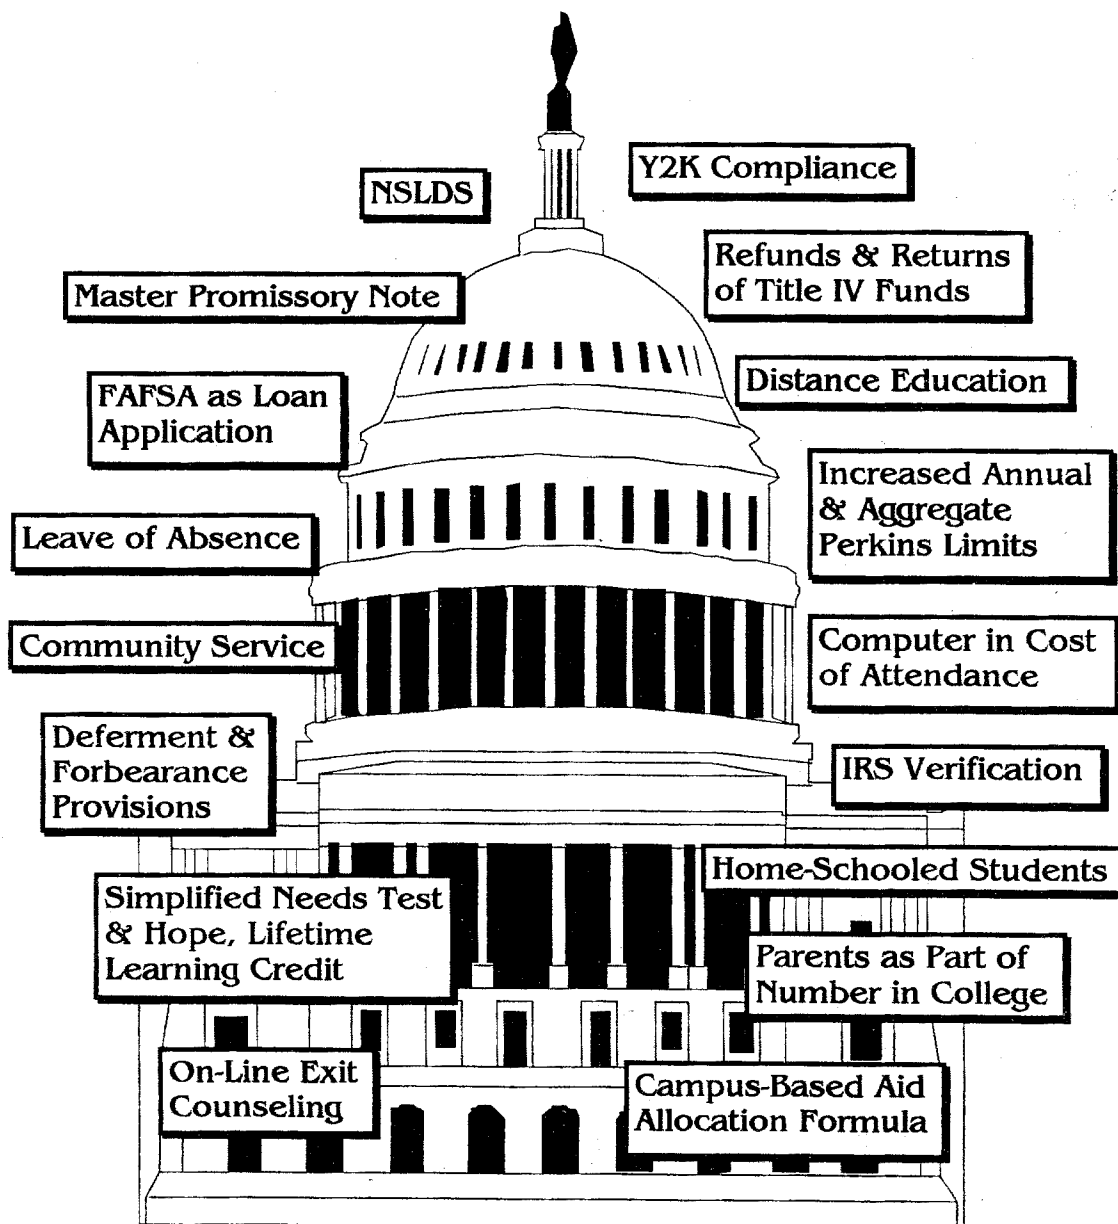 NSLDS
Y2K Compliance
Master Promissory Note
Refunds & Returns
of Title IV Funds
FAFSA as Loan
Application
Distance Education
Leave of Absence
Increased Annual
& Aggregate
Perkins Limits
Community Service
Computer in Cost
of Attendance
Deferment &
Forbearance
Provisions
IRS Verification
Simplified Needs Test
& Hope, Lifetime
Learning Credit
Home-Schooled Students
Parents as Part of
Number in College
On-Line Exit
Counseling
Campus-Based Aid
Allocation Formula